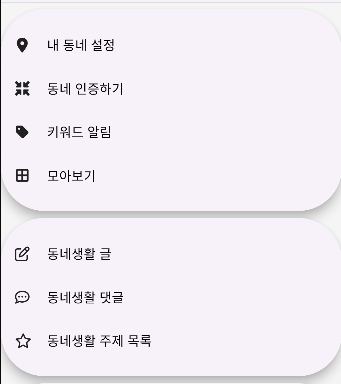 내 동네 설정
동네 인증하기
키워드 알림
모아보기
동네생활 글
동네생활 댓글
동네생활 주제 목록